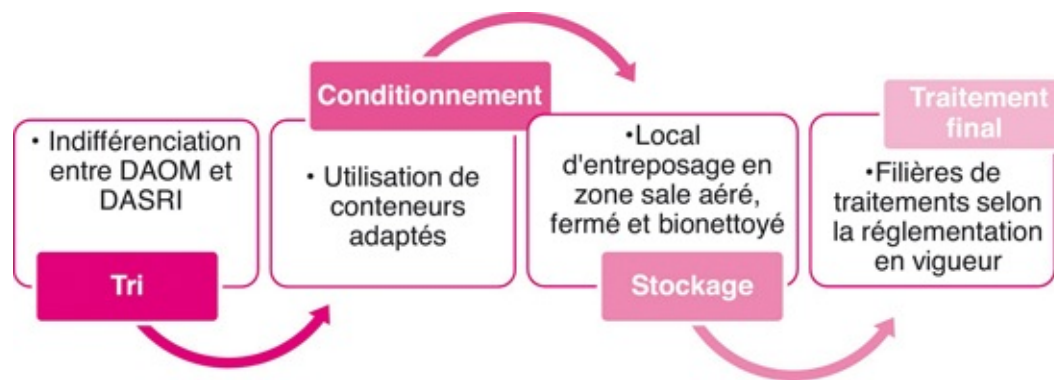 • Indifférenciation
entre DAOM et
DASRI
Tri
Conditionnement
• Utilisation de
conteneurs
adaptés
•Local
d'entreposage en
zone sale aéré,
fermé et bionettoyé
Stockage
Traitement
final
•Filières de
traitements selon
la réglementation
en vigueur